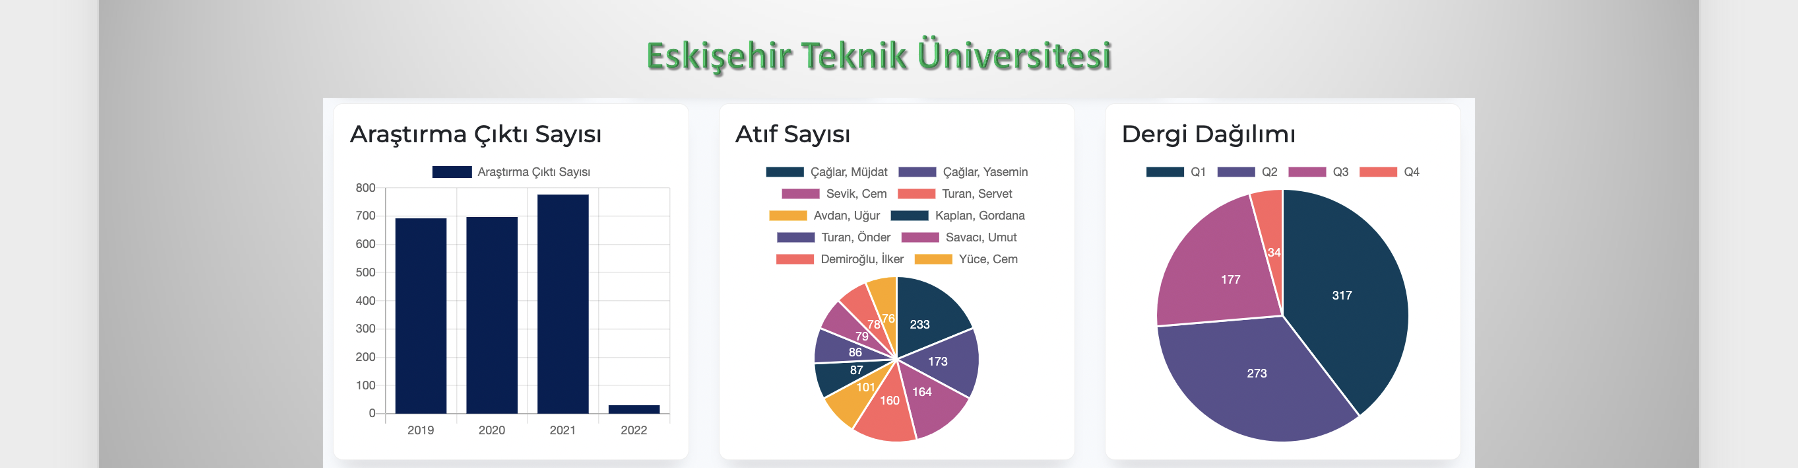 Eskişehir Teknik Üniversitesi
Araştırma Çıktı Sayısı
Araştırma Çıktı Sayısı
800
700
600
500
400
300
200
100
0
2019 2020 2021 2022
Atıf Sayısı
Çağlar, Müjdat Çağlar, Yasemin
Sevik, Cem Turan, Servet
Avdan, Uğur Kaplan, Gordana
Turan, Önder Savacı, Umut
Demiroğlu, İlker Yüce, Cem
233
173
164
160
101
87
86
79
78
76
Dergi Dağılımı
Q1 Q2 Q3 Q4
317
273
177
34